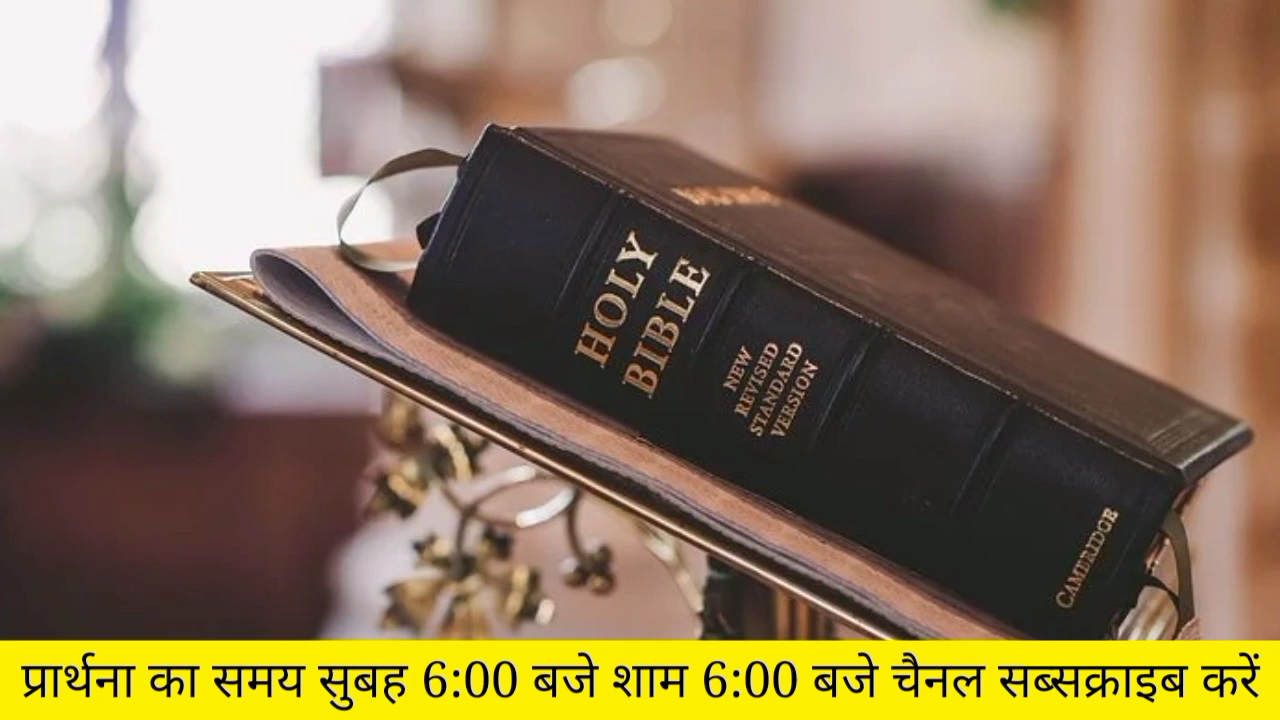 HOLY
BIBLE
NEW
REVISED
STANDARD
VERSION
CAMBRIDGE
प्रार्थना का समय सुबह 6:00 बजे शाम 6:00 बजे चैनल सब्सक्राइब करें